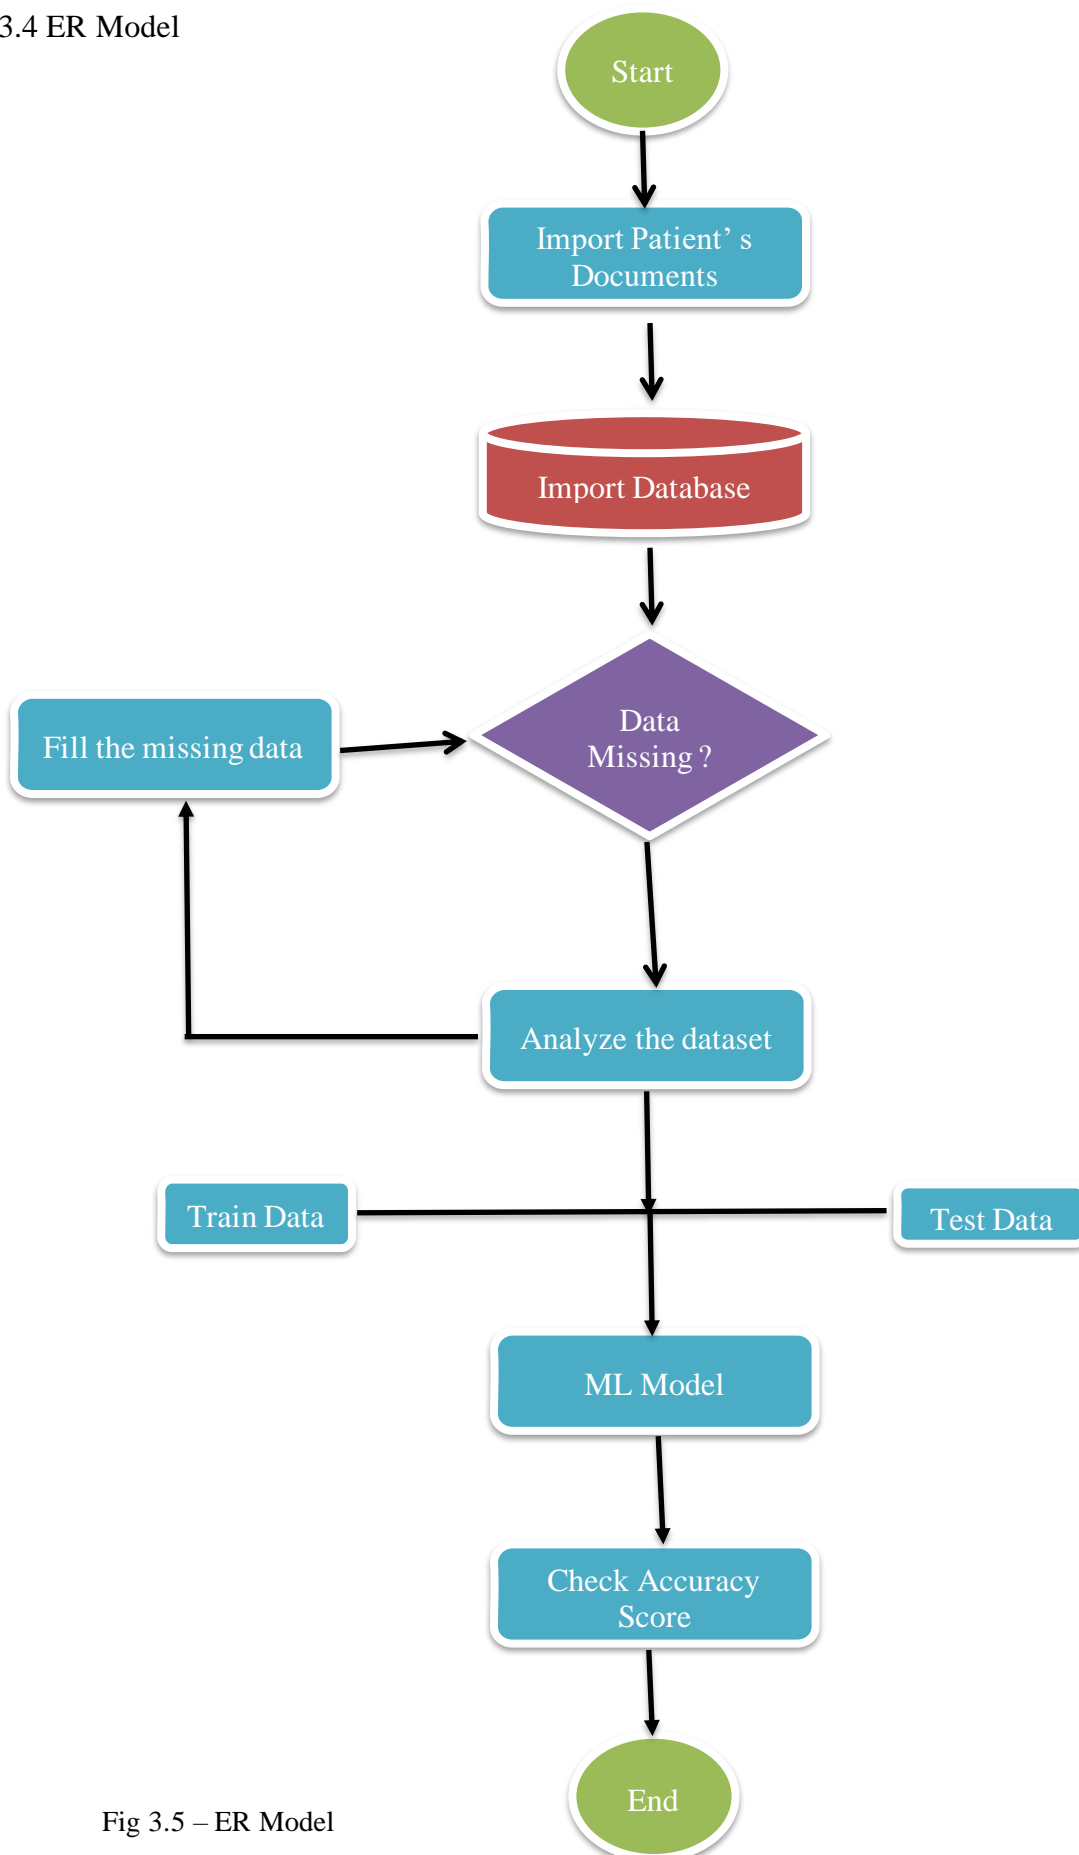 3.4 ER Model
Start
Import Patient’ s
Documents
Import Database
Data
Missing ?
Fill the missing data
Analyze the dataset
Train Data
Test Data
ML Model
Check Accuracy
Score
End
Fig 3.5 – ER Model